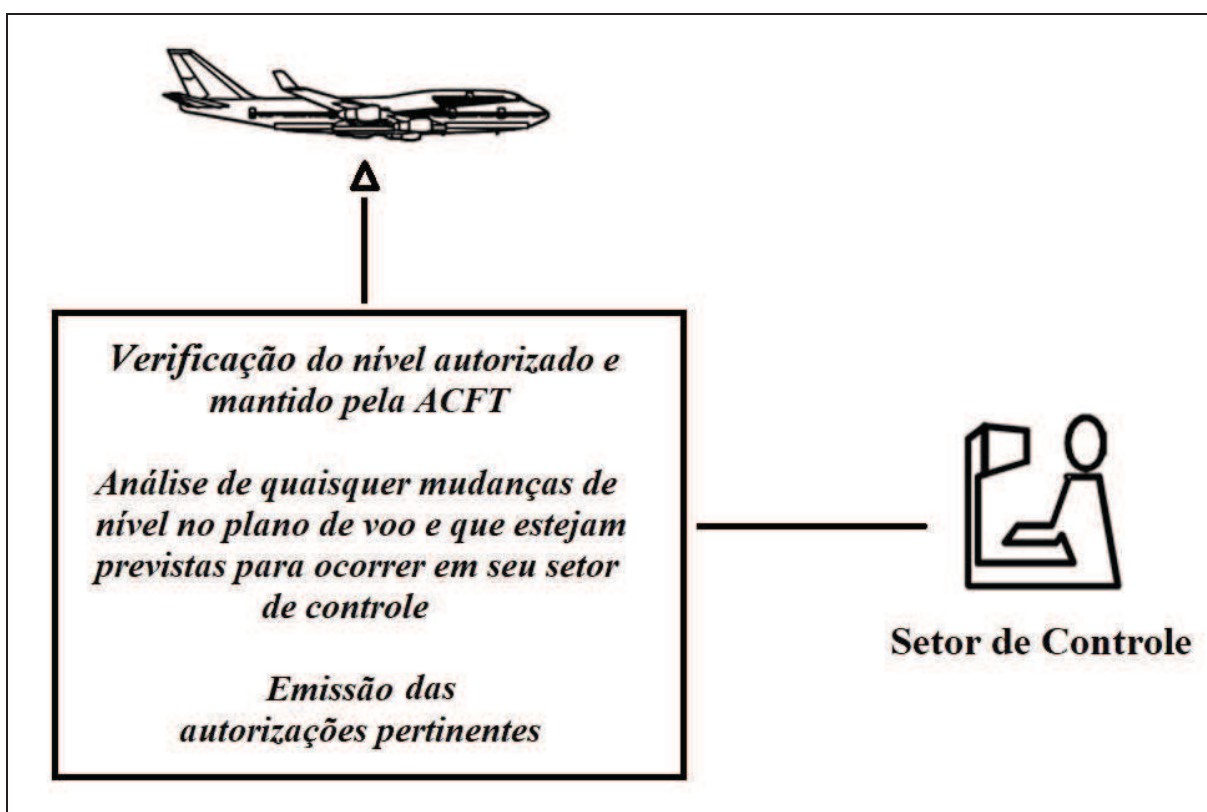 Verificação do nível autorizado e
mantido pela ACFT
Análise de quaisquer mudanças de
nível no plano de voo e que estejam
previstas para ocorrer em seu setor
de controle
Emissão das
autorizações pertinentes
Setor de Controle